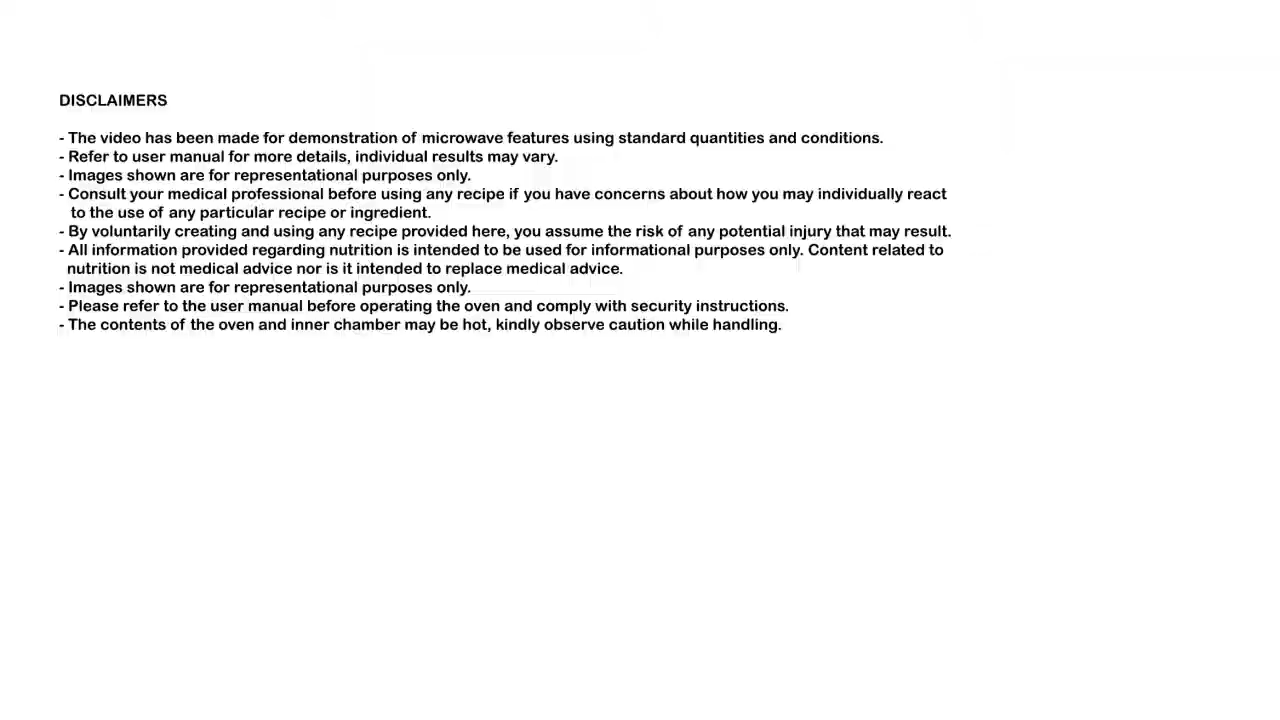 DISCLAIMERS
- The video has been made for demonstration of microwave features using standard quantities and conditions.
- Refer to user manual for more details, individual results may vary.
- Images shown are for representational purposes only.
- Consult your medical professional before using any recipe if you have concerns about how you may individually react
to the use of any particular recipe or ingredient.
- By voluntarily creating and using any recipe provided here, you assume the risk of any potential injury that may result.
- All information provided regarding nutrition is intended to be used for informational purposes only. Content related to
nutrition is not medical advice nor is it intended to replace medical advice.
- Images shown are for representational purposes only.
- Please refer to the user manual before operating the oven and comply with security instructions.
- The contents of the oven and inner chamber may be hot, kindly observe caution while handling.